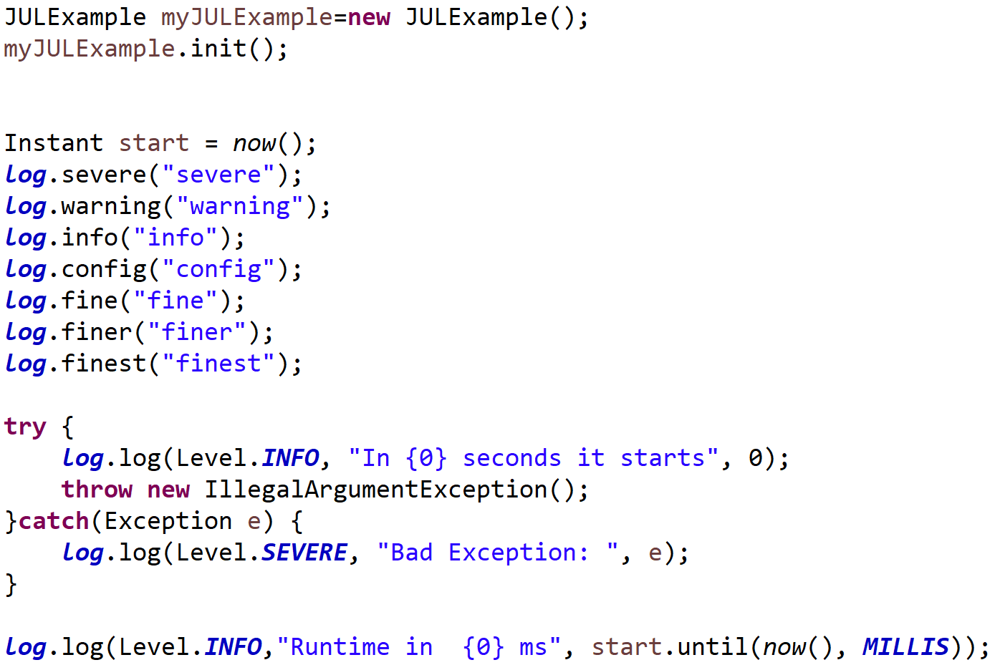 JULExample myJULExample=new JULExample();
myJULExample.init();
Instant start = now();
log.severe("severe");
log.warning("warning");
log.info("info");
log.config("config");
log.fine("fine");
log.finer("finer");
log.finest("finest");
try {
    log.log(Level.INFO, "In {0} seconds it starts", 0);
    throw new IllegalArgumentException();
}catch(Exception e) {
    log.log(Level.SEVERE, "Bad Exception: ", e);
}
log.log(Level.INFO,"Runtime in  {0} ms", start.until(now(), MILLIS));